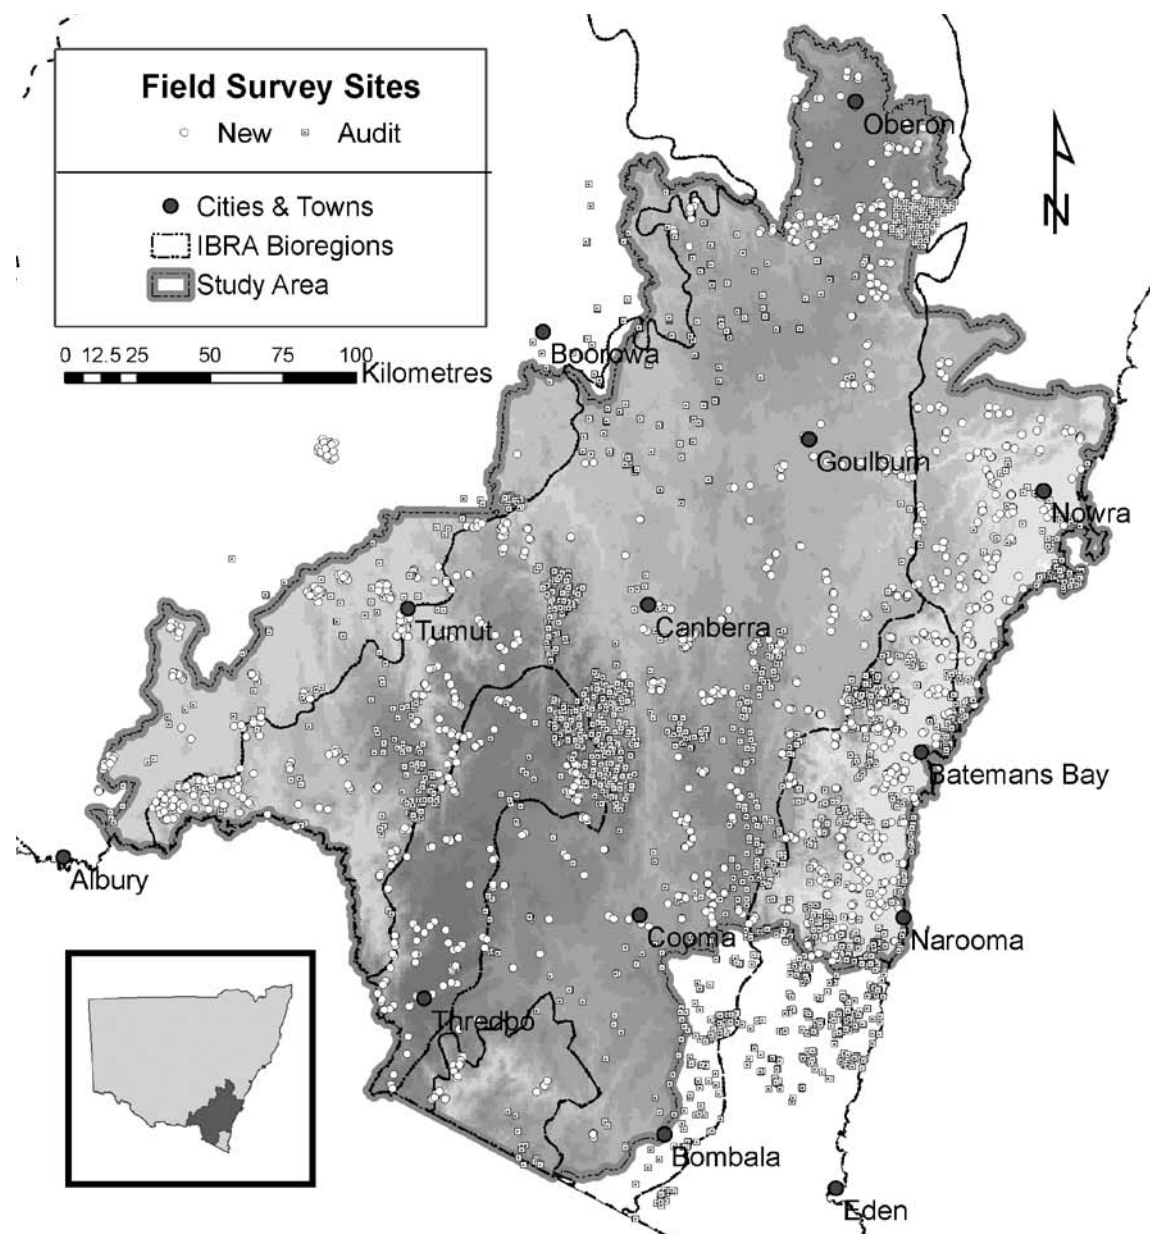 Field Survey Sites
New Audit
Cities & Towns
IBRA Bioregions
Study Area
0 12.5 25 50 75 100
Kilometres
N
Oberon
Boorowa
Goulburn
Nowra
Tumut
Canberra
Batemans Bay
Albury
Cooma
Narooma
Thredbo
Bombala
Eden